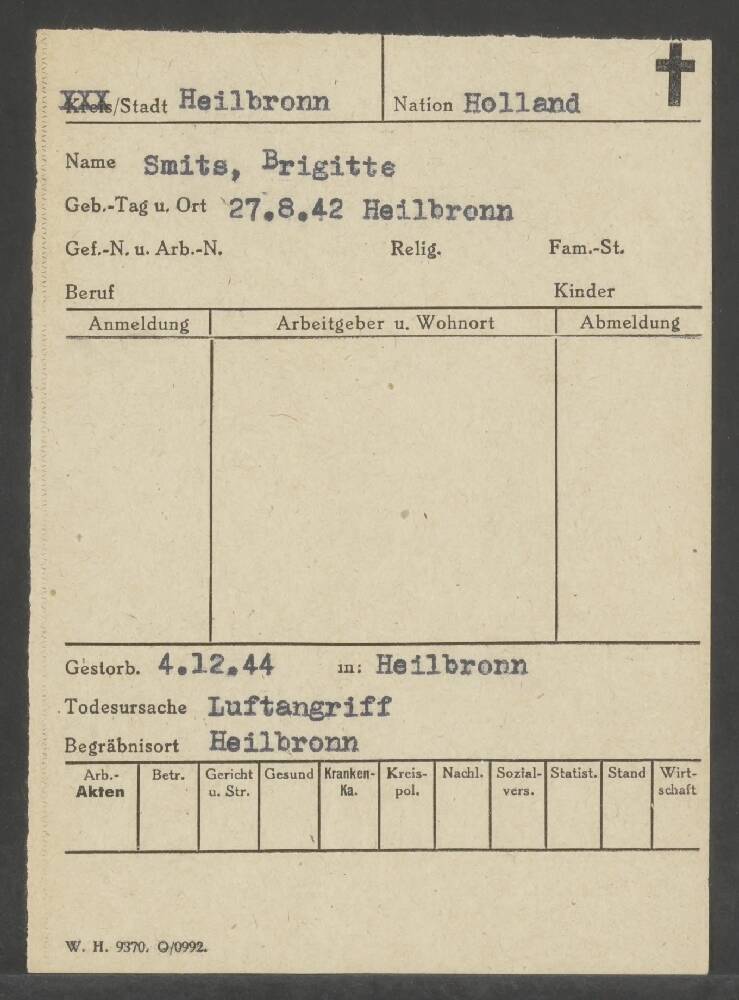 Kreis/Stadt Heilbronn Nation Holland
Name Smits, Brigitte
Geb.-Tag u. Ort 27.8.42 Heilbronn
Gef.-N. u. Arb.-N. Relig. Fam.-St.
Beruf Kinder
Anmeldung Arbeitgeber u. Wohnort Abmeldung
Gestorb. 4.12.44 in: Heilbronn
Todesursache Luftangriff
Begräbnisort Heilbronn
Arb.- Betr. Gericht Gesund Kranken- Kreis- Nachl. Sozial- Statist. Stand Wirt-
Akten u. Str. Ka. pol. vers. schaft
W. H. 9370. Q/0992.